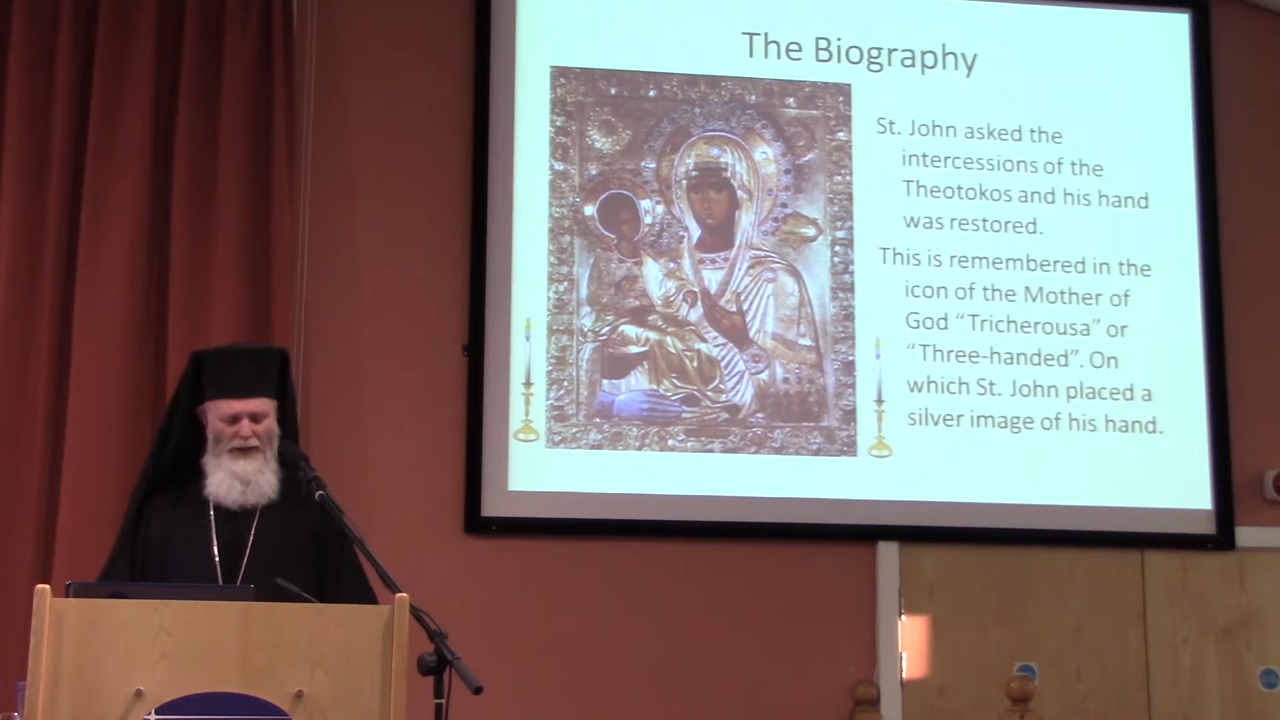 The Biography
St. John asked the
intercessions of the
Theotokos and his hand
was restored.
This is remembered in the
icon of the Mother of
God “Tricherousa” or
“Three-handed”. On
which St. John placed a
silver image of his hand.